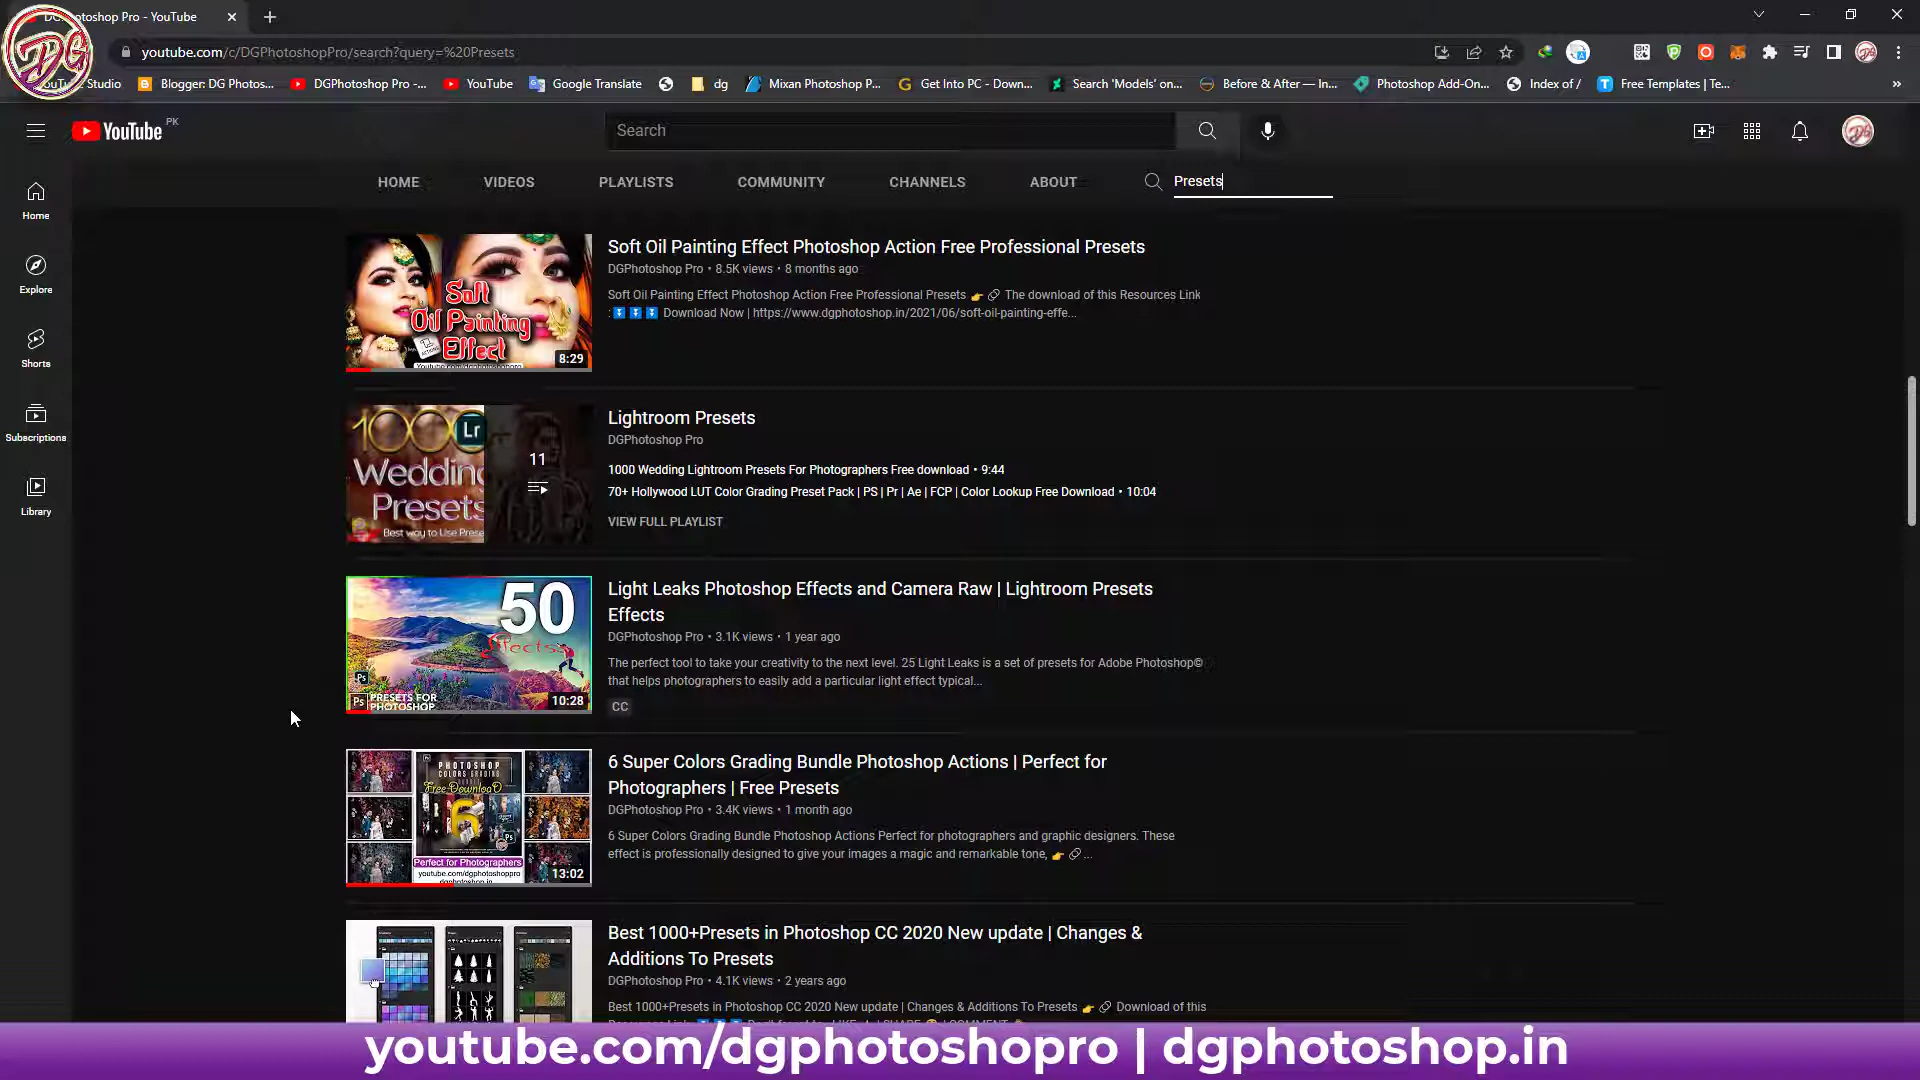 DGPhotoshop Pro - YouTube
youtube.com/c/DGPhotoshopPro/search?query=%20Presets
YouTube Studio
Blogger: DG Photos...
DGPhotoshop Pro -...
YouTube
Google Translate
dg
Mixan Photoshop P...
Get Into PC - Down...
Search 'Models' on...
Before & After — In...
Photoshop Add-On...
Index of /
Free Templates | Te...
DG
YouTube PK
Search
HOME
VIDEOS
PLAYLISTS
COMMUNITY
CHANNELS
ABOUT
Presets
Home
Explore
Shorts
Subscriptions
Library
Soft
Oil Painting
Effect
8:29
Soft Oil Painting Effect Photoshop Action Free Professional Presets
DGPhotoshop Pro • 8.5K views • 8 months ago
Soft Oil Painting Effect Photoshop Action Free Professional Presets 👉 🔗 The download of this Resources Link
:⏬ ⏬ ⏬ Download Now | https://www.dgphotoshop.in/2021/06/soft-oil-painting-effe...
1000 Lr
Wedding
Presets
Best way to Use Prese
11
Lightroom Presets
DGPhotoshop Pro
1000 Wedding Lightroom Presets For Photographers Free download • 9:44
70+ Hollywood LUT Color Grading Preset Pack | PS | Pr | Ae | FCP | Color Lookup Free Download • 10:04
VIEW FULL PLAYLIST
50
Effects
Ps
Ps PRESETS FOR
PHOTOSHOP
10:28
Light Leaks Photoshop Effects and Camera Raw | Lightroom Presets
Effects
DGPhotoshop Pro • 3.1K views • 1 year ago
The perfect tool to take your creativity to the next level. 25 Light Leaks is a set of presets for Adobe Photoshop©
that helps photographers to easily add a particular light effect typical...
CC
PHOTOSHOP
COLORS GRADING
Free Download
6
Ps
Perfect for Photographers
youtube.com/dgphotoshoppro
dgphotoshop.in
13:02
6 Super Colors Grading Bundle Photoshop Actions | Perfect for
Photographers | Free Presets
DGPhotoshop Pro • 3.4K views • 1 month ago
6 Super Colors Grading Bundle Photoshop Actions Perfect for photographers and graphic designers. These
effect is professionally designed to give your images a magic and remarkable tone, 👉 🔗 ...
Best 1000+Presets in Photoshop CC 2020 New update | Changes &
Additions To Presets
DGPhotoshop Pro • 4.1K views • 2 years ago
Best 1000+Presets in Photoshop CC 2020 New update | Changes & Additions To Presets 👉 🔗 Download of this
youtube.com/dgphotoshopro | dgphotoshop.in